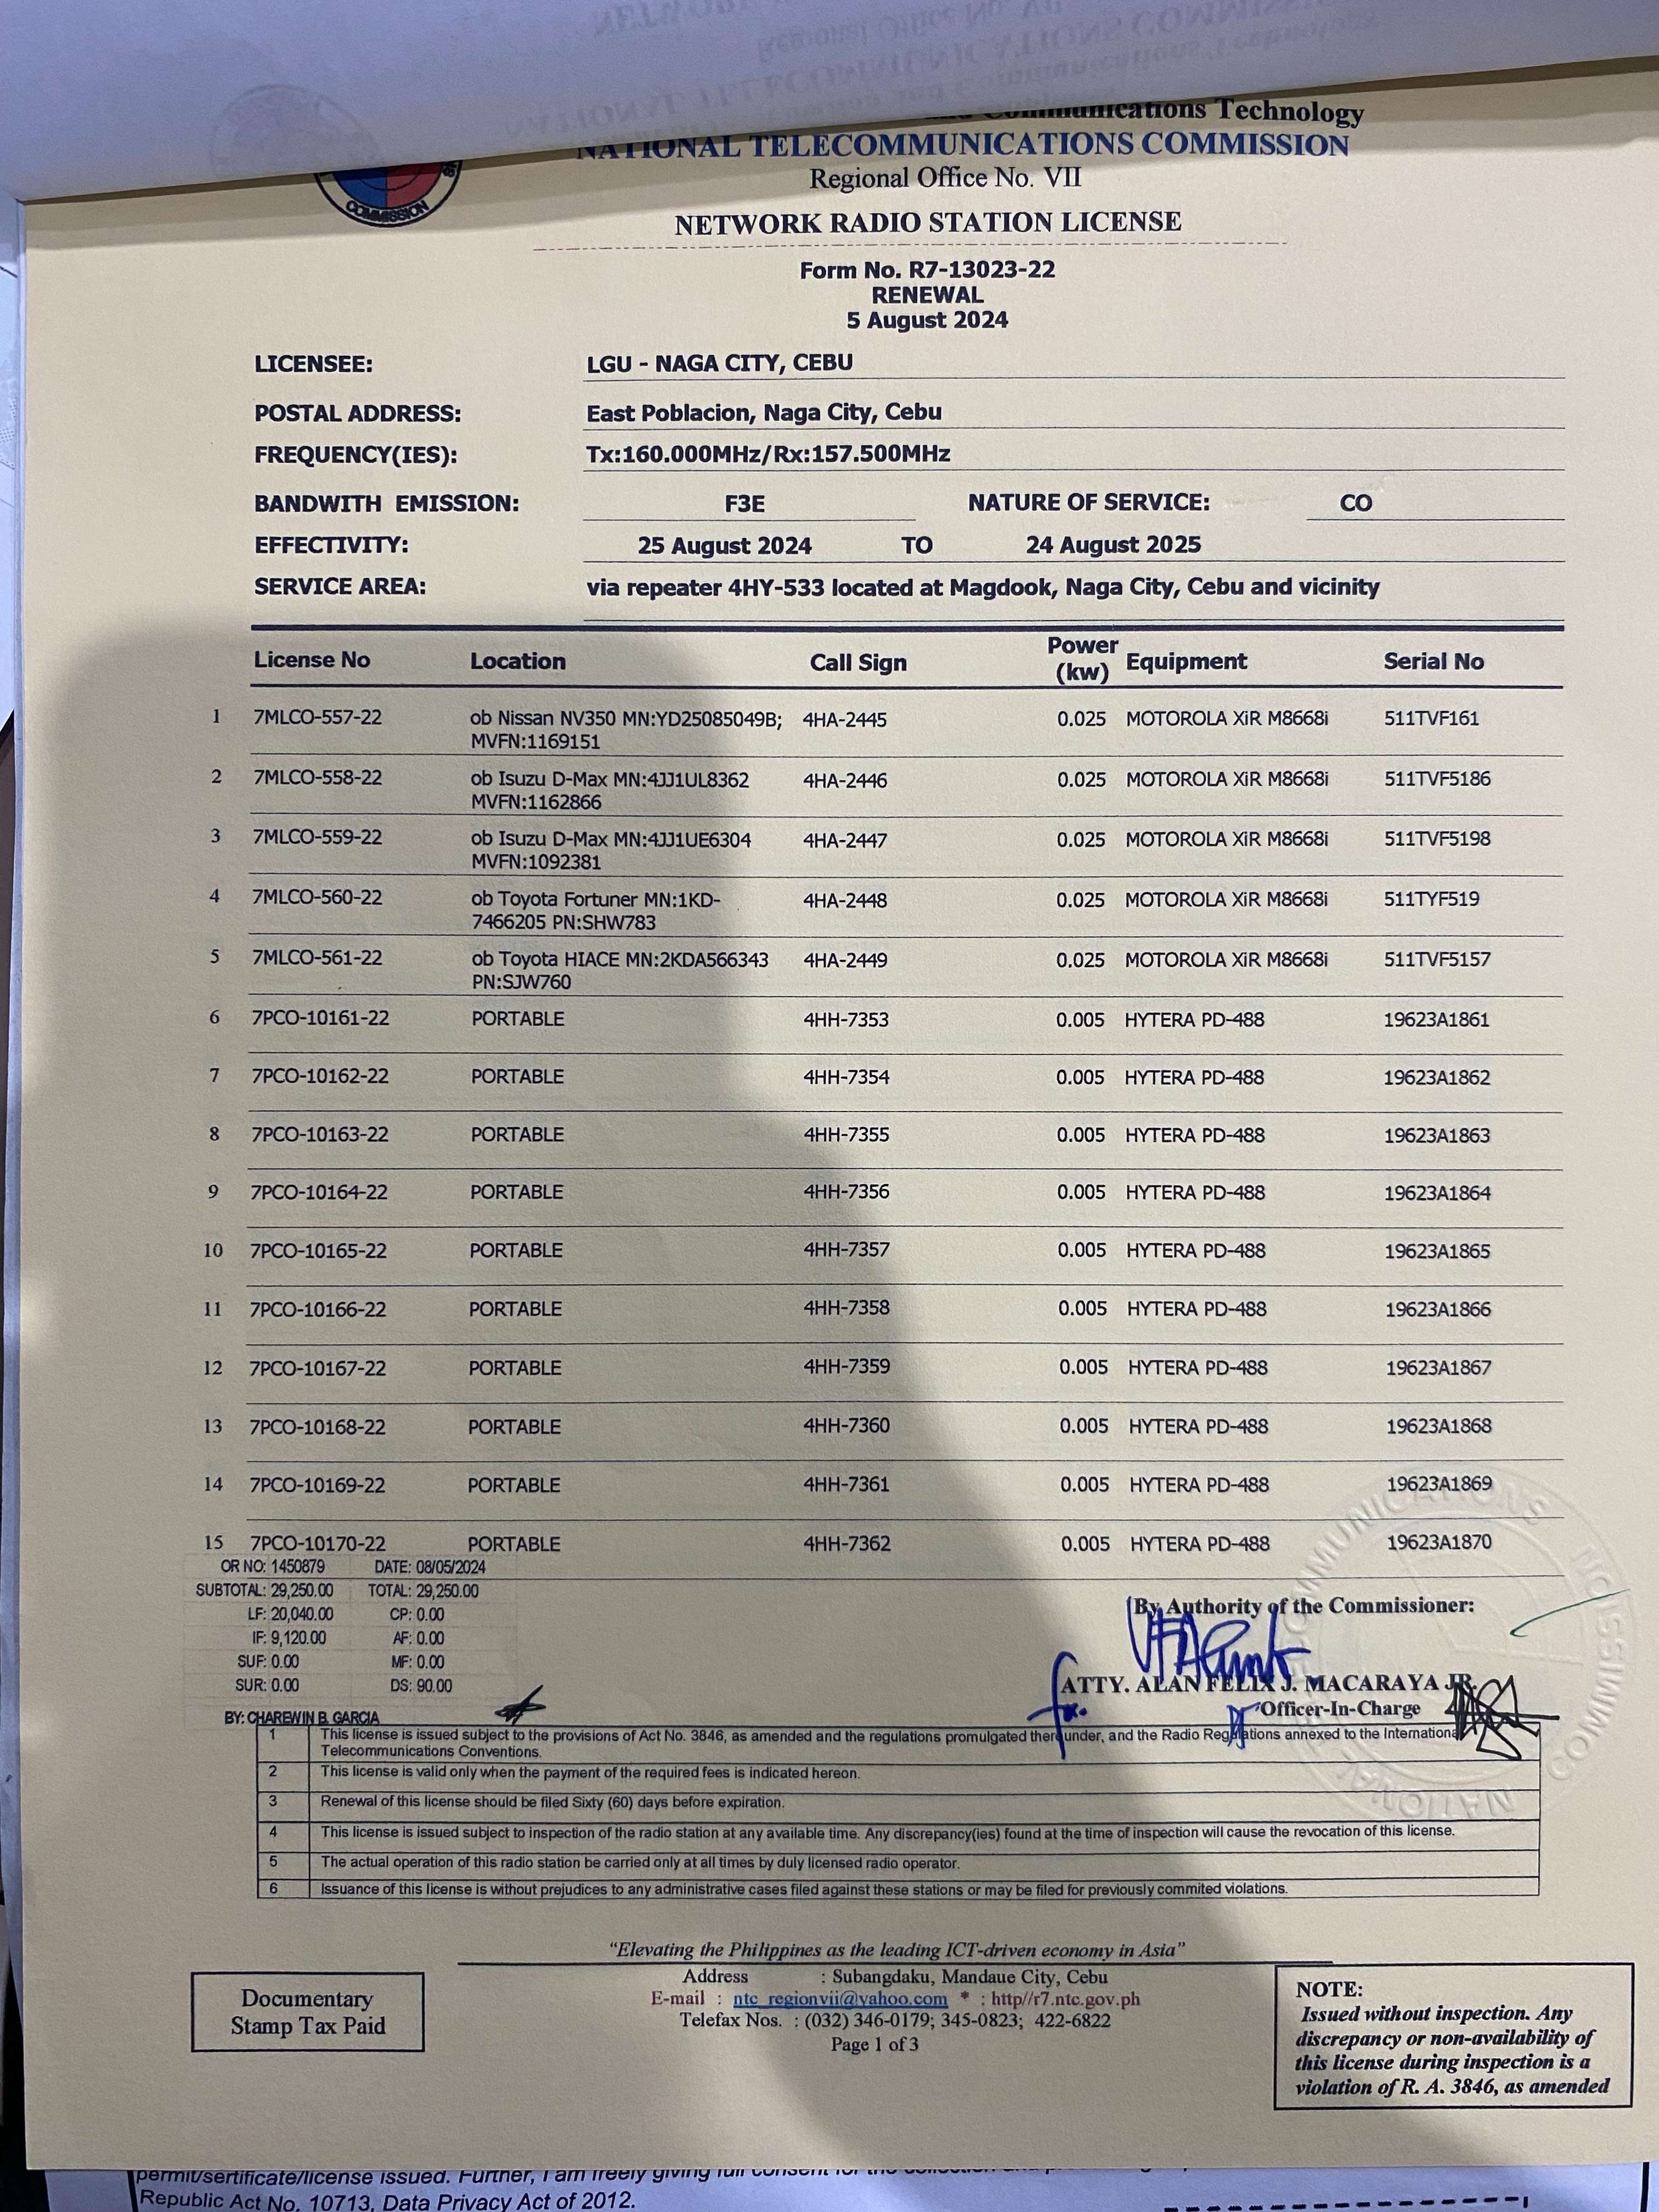 Communications Technology
NATIONAL TELECOMMUNICATIONS COMMISSION
Regional Office No. VII
COMMISSION
NETWORK RADIO STATION LICENSE
Form No. R7-13023-22
RENEWAL
5 August 2024
LICENSEE: LGU - NAGA CITY, CEBU
POSTAL ADDRESS: East Poblacion, Naga City, Cebu
FREQUENCY(IES): Tx:160.000MHz/Rx:157.500MHz
BANDWITH EMISSION: F3E NATURE OF SERVICE: CO
EFFECTIVITY: 25 August 2024 TO 24 August 2025
SERVICE AREA: via repeater 4HY-533 located at Magdook, Naga City, Cebu and vicinity
License No Location Call Sign Power (kw) Equipment Serial No
1 7MLCO-557-22 ob Nissan NV350 MN:YD25085049B; 4HA-2445 0.025 MOTOROLA XiR M8668i 511TVF161
MVFN:1169151
2 7MLCO-558-22 ob Isuzu D-Max MN:4JJ1UL8362 4HA-2446 0.025 MOTOROLA XiR M8668i 511TVF5186
MVFN:1162866
3 7MLCO-559-22 ob Isuzu D-Max MN:4JJ1UE6304 4HA-2447 0.025 MOTOROLA XiR M8668i 511TVF5198
MVFN:1092381
4 7MLCO-560-22 ob Toyota Fortuner MN:1KD- 4HA-2448 0.025 MOTOROLA XiR M8668i 511TYF519
7466205 PN:SHW783
5 7MLCO-561-22 ob Toyota HIACE MN:2KDA566343 4HA-2449 0.025 MOTOROLA XiR M8668i 511TVF5157
PN:SJW760
6 7PCO-10161-22 PORTABLE 4HH-7353 0.005 HYTERA PD-488 19623A1861
7 7PCO-10162-22 PORTABLE 4HH-7354 0.005 HYTERA PD-488 19623A1862
8 7PCO-10163-22 PORTABLE 4HH-7355 0.005 HYTERA PD-488 19623A1863
9 7PCO-10164-22 PORTABLE 4HH-7356 0.005 HYTERA PD-488 19623A1864
10 7PCO-10165-22 PORTABLE 4HH-7357 0.005 HYTERA PD-488 19623A1865
11 7PCO-10166-22 PORTABLE 4HH-7358 0.005 HYTERA PD-488 19623A1866
12 7PCO-10167-22 PORTABLE 4HH-7359 0.005 HYTERA PD-488 19623A1867
13 7PCO-10168-22 PORTABLE 4HH-7360 0.005 HYTERA PD-488 19623A1868
14 7PCO-10169-22 PORTABLE 4HH-7361 0.005 HYTERA PD-488 19623A1869
15 7PCO-10170-22 PORTABLE 4HH-7362 0.005 HYTERA PD-488 19623A1870
OR NO: 1450879 DATE: 08/05/2024
SUBTOTAL: 29,250.00 TOTAL: 29,250.00
LF: 20,040.00 CP: 0.00
IF: 9,120.00 AF: 0.00
SUF: 0.00 MF: 0.00
SUR: 0.00 DS: 90.00
BY: CHAREWIN B. GARCIA
By Authority of the Commissioner:
ATTY. ALAN FELIX J. MACARAYA JR.
Officer-In-Charge
1 This license is issued subject to the provisions of Act No. 3846, as amended and the regulations promulgated thereunder, and the Radio Regulations annexed to the International
Telecommunications Conventions.
2 This license is valid only when the payment of the required fees is indicated hereon.
3 Renewal of this license should be filed Sixty (60) days before expiration.
4 This license is issued subject to inspection of the radio station at any available time. Any discrepancy(ies) found at the time of inspection will cause the revocation of this license.
5 The actual operation of this radio station be carried only at all times by duly licensed radio operator.
6 Issuance of this license is without prejudices to any administrative cases filed against these stations or may be filed for previously commited violations.
"Elevating the Philippines as the leading ICT-driven economy in Asia"
Address : Subangdaku, Mandaue City, Cebu
E-mail : ntc_regionvii@yahoo.com * : http//r7.ntc.gov.ph
Telefax Nos. : (032) 346-0179; 345-0823; 422-6822
Page 1 of 3
Documentary
Stamp Tax Paid
NOTE:
Issued without inspection. Any
discrepancy or non-availability of
this license during inspection is a
violation of R. A. 3846, as amended
permit/sertificate/license issued. Further, I am freely giving full consent for the
Republic Act No. 10713, Data Privacy Act of 2012.